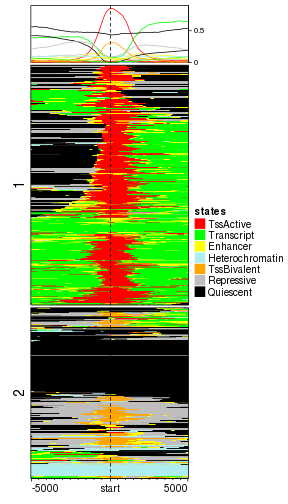 0.5
0
1
2
states
TssActive
Transcript
Enhancer
Heterochromatin
TssBivalent
Repressive
Quiescent
-5000 start 5000